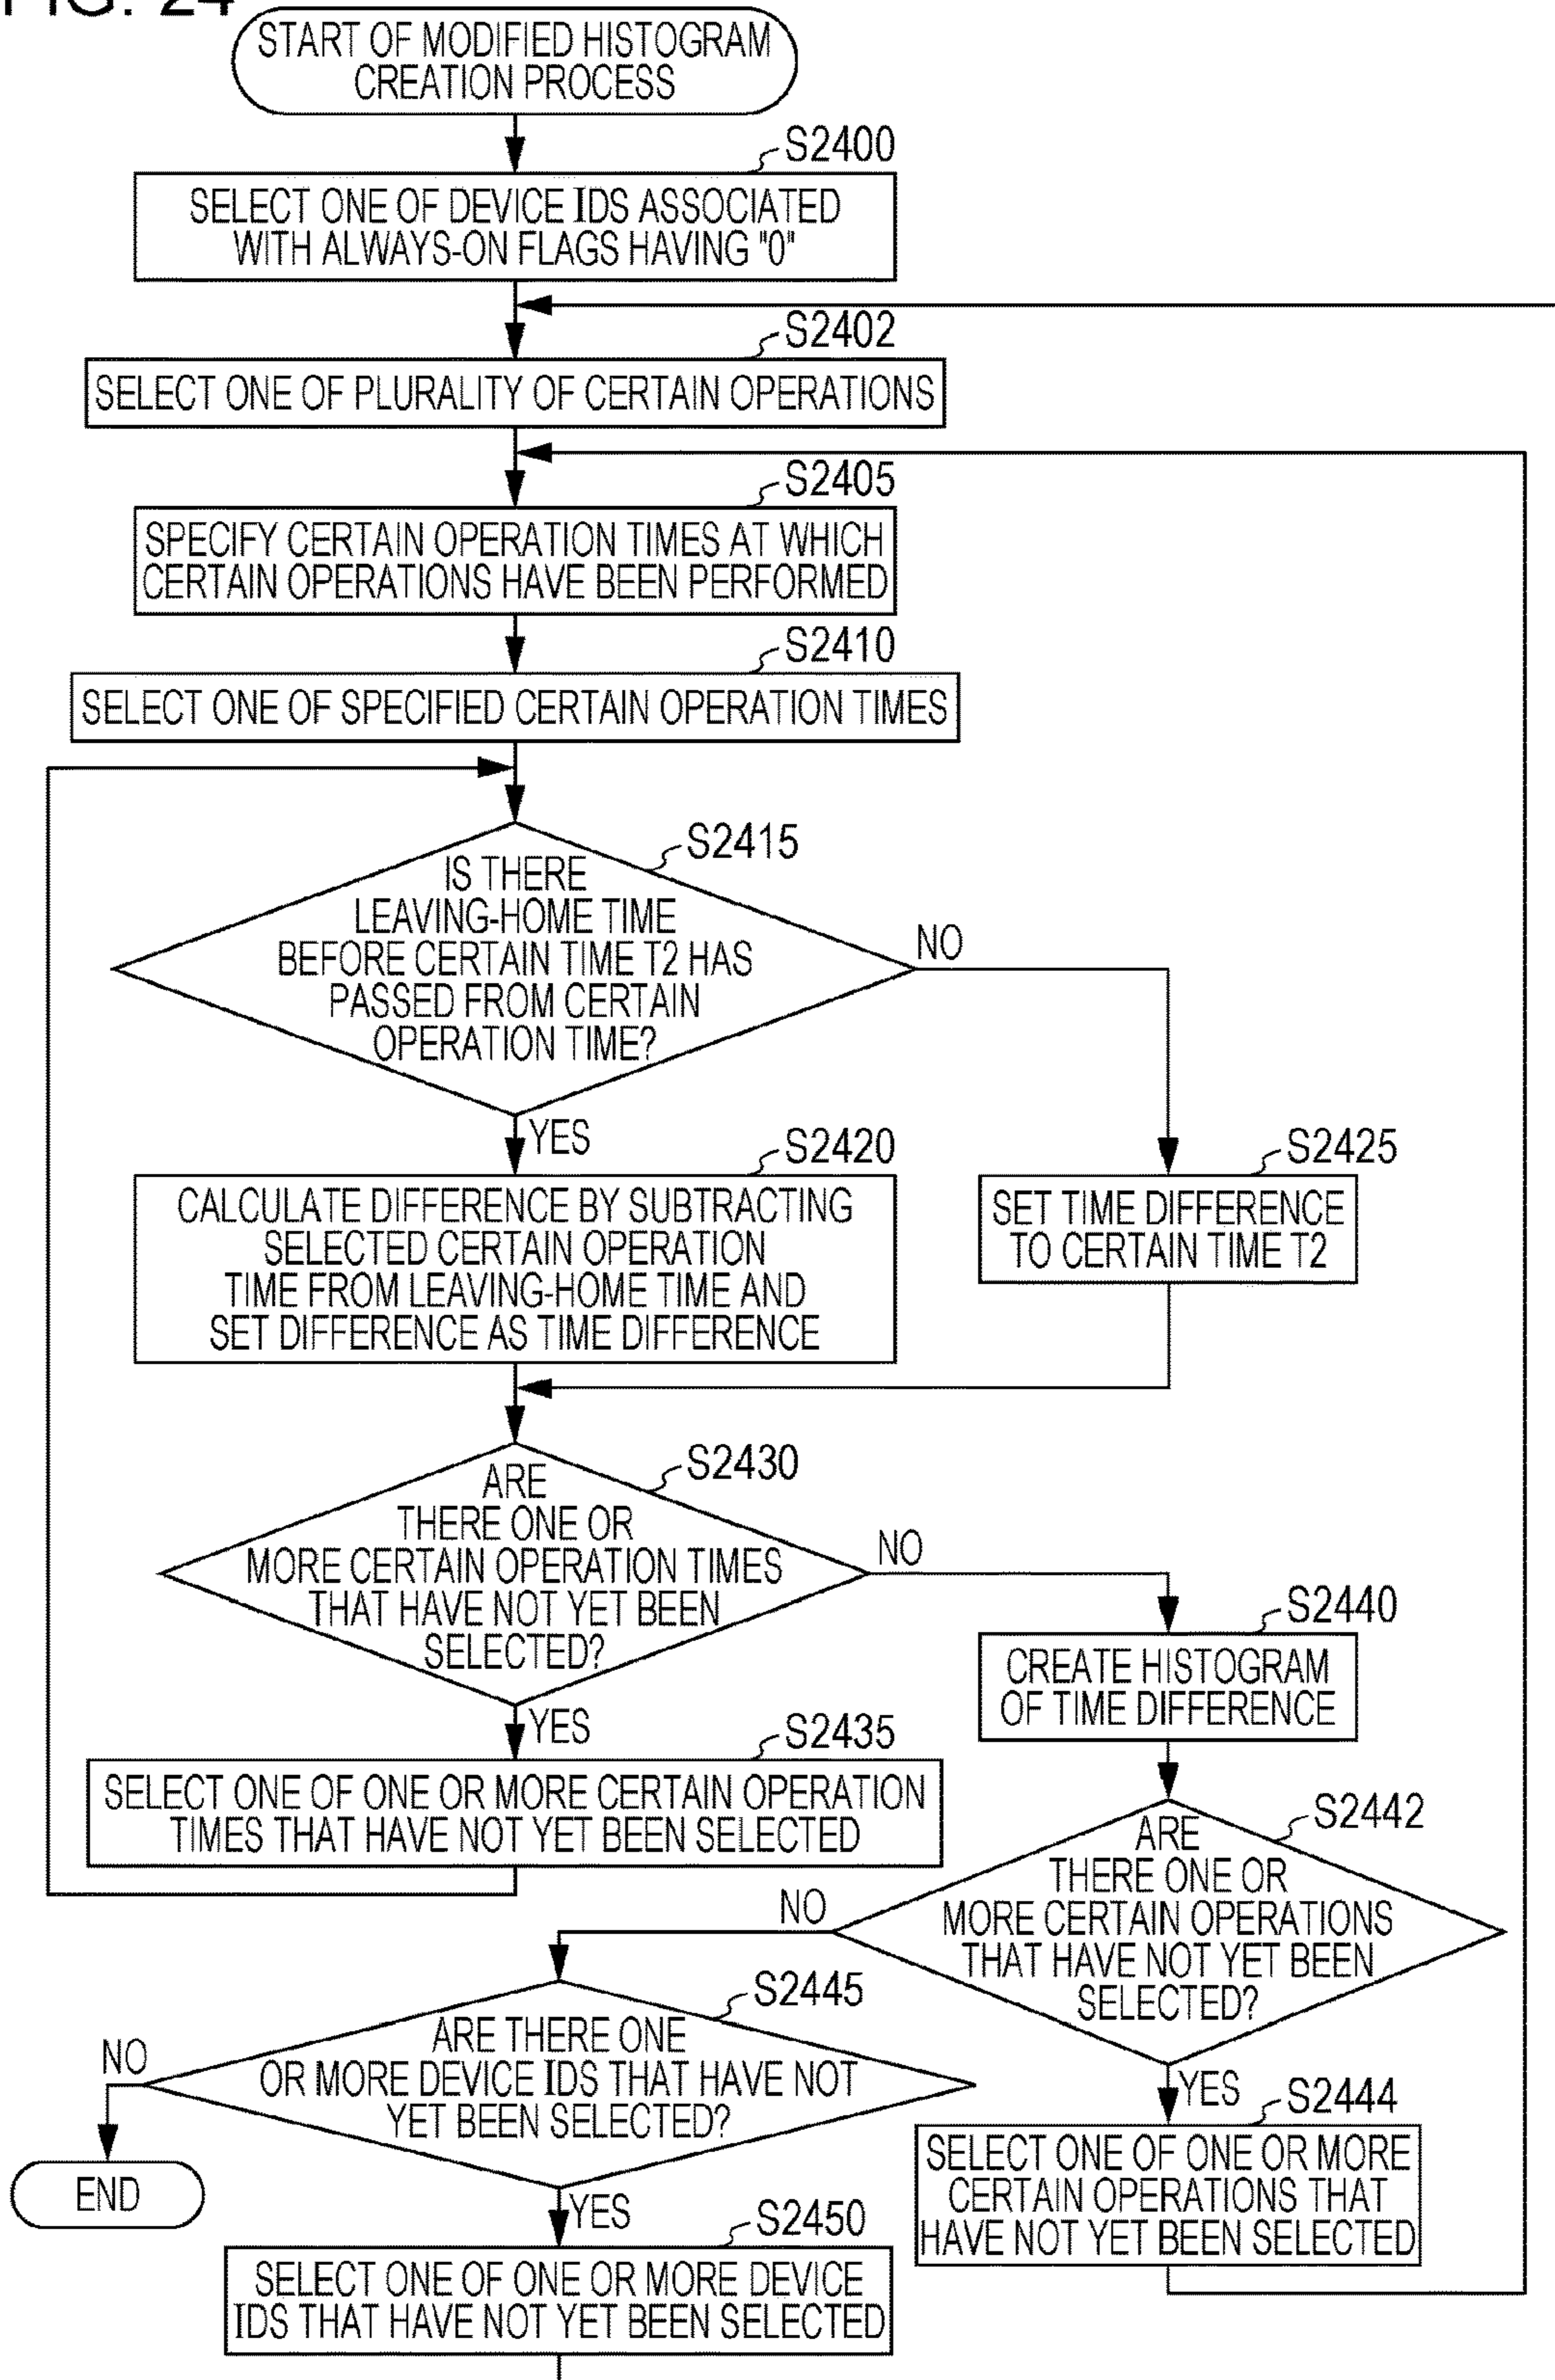 FIG. 24
START OF MODIFIED HISTOGRAM
CREATION PROCESS
S2400
SELECT ONE OF DEVICE IDS ASSOCIATED
WITH ALWAYS-ON FLAGS HAVING "0"
S2402
SELECT ONE OF PLURALITY OF CERTAIN OPERATIONS
S2405
SPECIFY CERTAIN OPERATION TIMES AT WHICH
CERTAIN OPERATIONS HAVE BEEN PERFORMED
S2410
SELECT ONE OF SPECIFIED CERTAIN OPERATION TIMES
S2415
IS THERE
LEAVING-HOME TIME
BEFORE CERTAIN TIME T2 HAS
PASSED FROM CERTAIN
OPERATION TIME?
NO
YES
S2420
CALCULATE DIFFERENCE BY SUBTRACTING
SELECTED CERTAIN OPERATION
TIME FROM LEAVING-HOME TIME AND
SET DIFFERENCE AS TIME DIFFERENCE
S2425
SET TIME DIFFERENCE
TO CERTAIN TIME T2
S2430
ARE
THERE ONE OR
MORE CERTAIN OPERATION TIMES
THAT HAVE NOT YET BEEN
SELECTED?
NO
YES
S2435
SELECT ONE OF ONE OR MORE CERTAIN OPERATION
TIMES THAT HAVE NOT YET BEEN SELECTED
S2440
CREATE HISTOGRAM
OF TIME DIFFERENCE
S2442
ARE
THERE ONE OR
MORE CERTAIN OPERATIONS
THAT HAVE NOT YET BEEN
SELECTED?
NO
YES
S2444
SELECT ONE OF ONE OR MORE
CERTAIN OPERATIONS THAT
HAVE NOT YET BEEN SELECTED
S2445
ARE THERE ONE
OR MORE DEVICE IDS THAT HAVE NOT
YET BEEN SELECTED?
NO
END
YES
S2450
SELECT ONE OF ONE OR MORE DEVICE
IDS THAT HAVE NOT YET BEEN SELECTED